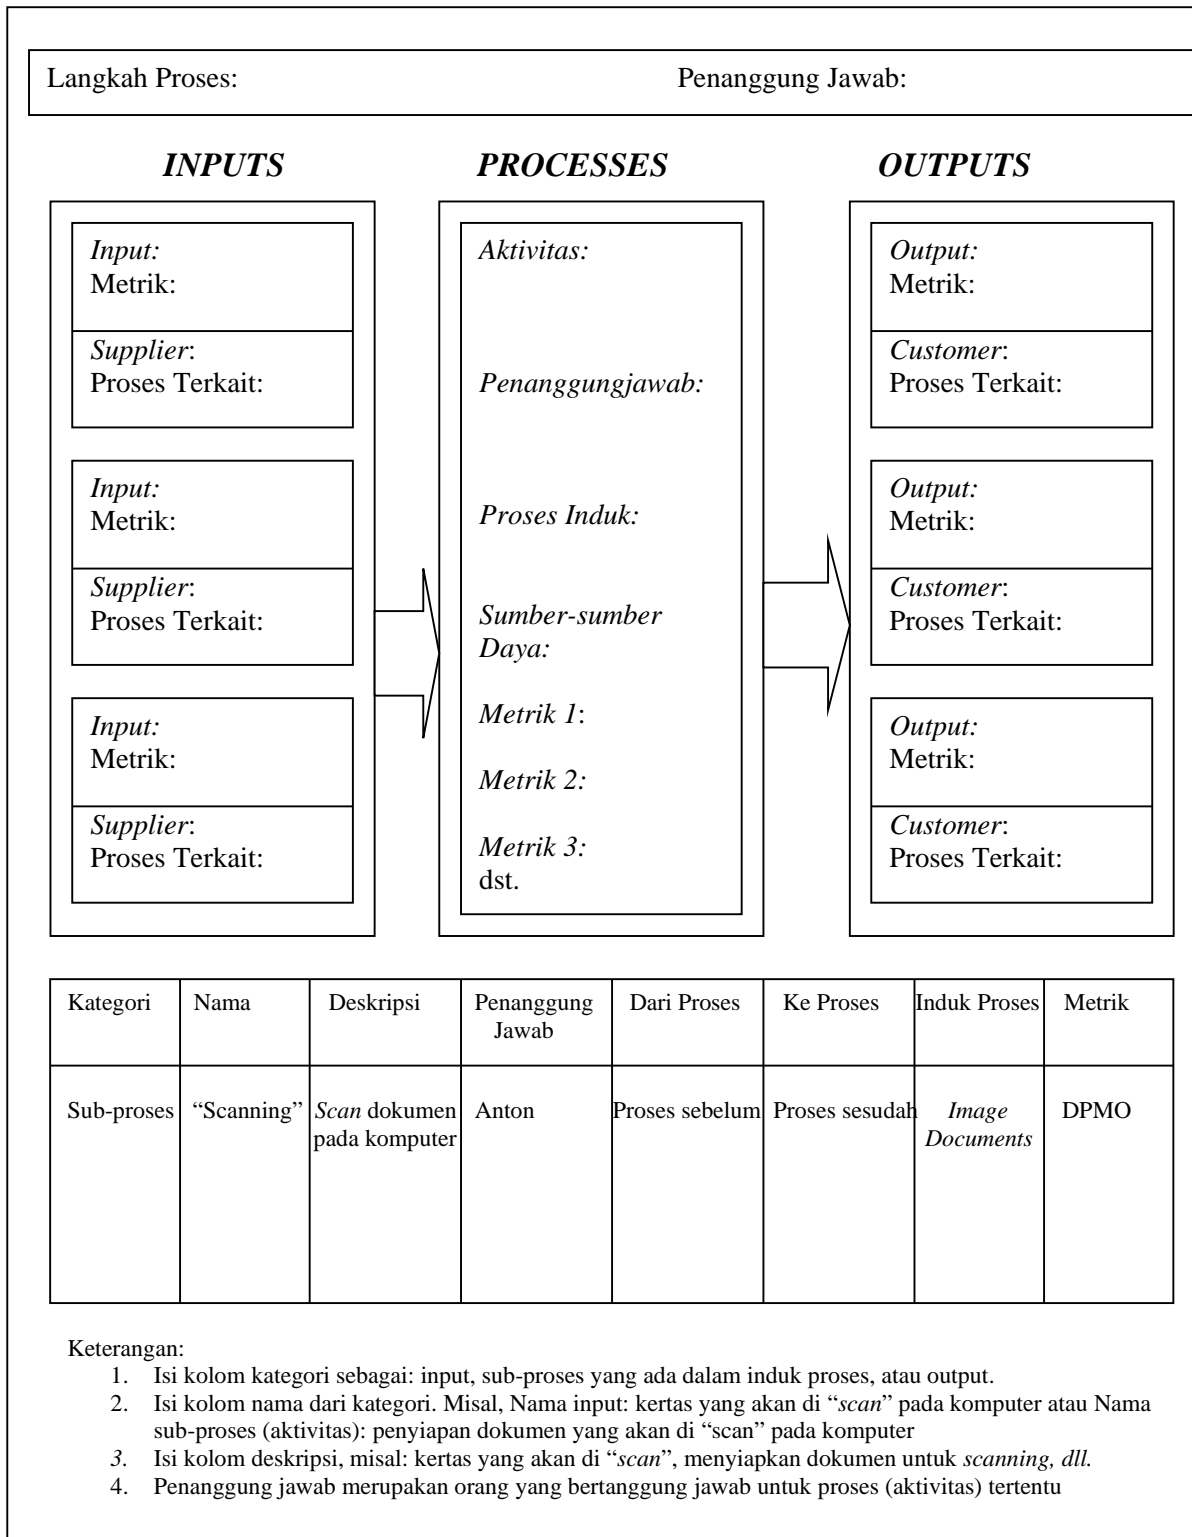 Langkah Proses: Penanggung Jawab:
INPUTS PROCESSES OUTPUTS
Input:
Metrik:
Supplier:
Proses Terkait:
Input:
Metrik:
Supplier:
Proses Terkait:
Input:
Metrik:
Supplier:
Proses Terkait:
Aktivitas:
Penanggungjawab:
Proses Induk:
Sumber-sumber
Daya:
Metrik 1:
Metrik 2:
Metrik 3:
dst.
Output:
Metrik:
Customer:
Proses Terkait:
Output:
Metrik:
Customer:
Proses Terkait:
Output:
Metrik:
Customer:
Proses Terkait:
Kategori Nama Deskripsi Penanggung Dari Proses Ke Proses Induk Proses Metrik
Jawab
Sub-proses “Scanning” Scan dokumen Anton Proses sebelum Proses sesudah Image DPMO
pada komputer Documents
Keterangan:
1. Isi kolom kategori sebagai: input, sub-proses yang ada dalam induk proses, atau output.
2. Isi kolom nama dari kategori. Misal, Nama input: kertas yang akan di “scan” pada komputer atau Nama
sub-proses (aktivitas): penyiapan dokumen yang akan di “scan” pada komputer
3. Isi kolom deskripsi, misal: kertas yang akan di “scan”, menyiapkan dokumen untuk scanning, dll.
4. Penanggung jawab merupakan orang yang bertanggung jawab untuk proses (aktivitas) tertentu